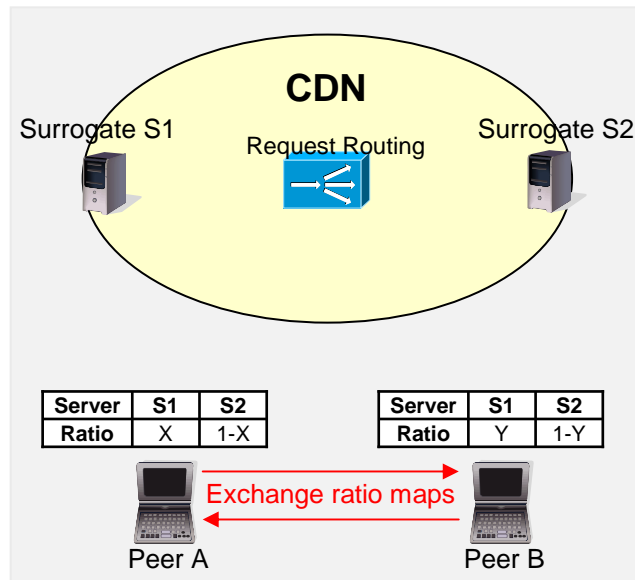 CDN
Surrogate S1
Request Routing
Surrogate S2
Server S1 S2
Ratio X 1-X
Server S1 S2
Ratio Y 1-Y
Exchange ratio maps
Peer A
Peer B